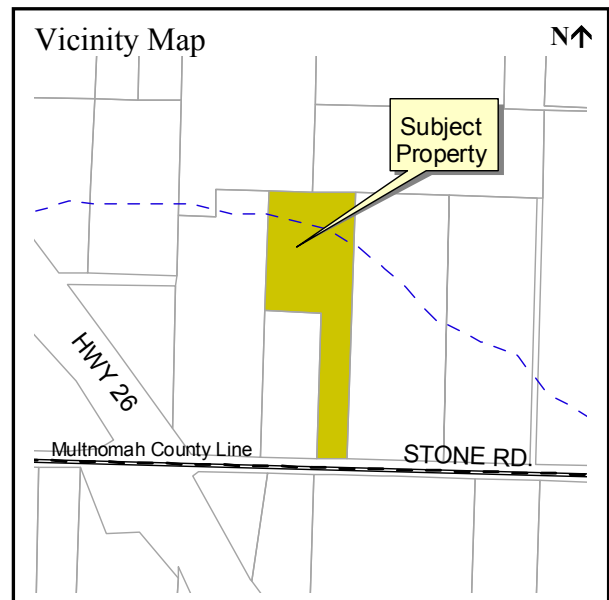 Vicinity Map
N↑
Subject
Property
HWY 26
Multnomah County Line
STONE RD.